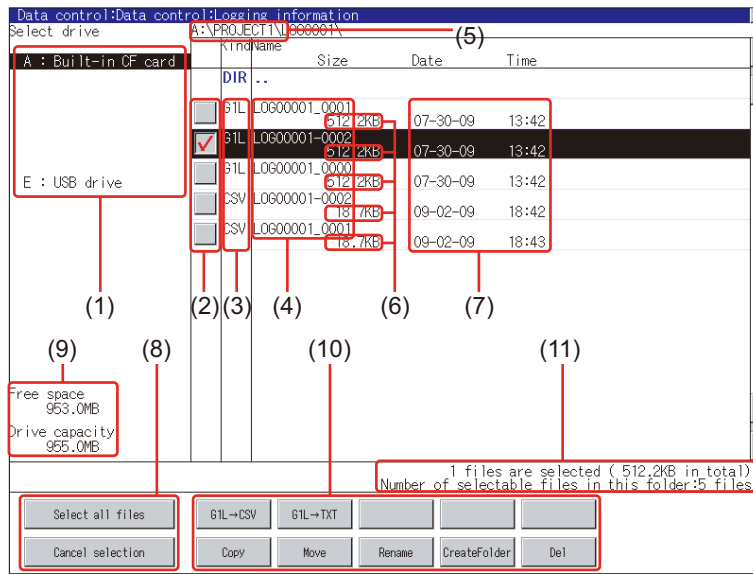 Data control:Data control:Logging information
Select drive A:\PROJECT1\LOG0001\
(5)
Kind Name
Size Date Time
A : Built-in CF card
DIR ..
G1L LOG00001_0001
512.2KB 07-30-09 13:42
G1L LOG00001-0002
512.2KB 07-30-09 13:42
G1L LOG00001_0000
E : USB drive 512.2KB 07-30-09 13:42
CSV LOG00001-0002
18.7KB 09-02-09 18:42
CSV LOG00001_0001
18.7KB 09-02-09 18:43
(1) (2) (3) (4) (6) (7)
(9) (8) (10) (11)
Free space
953.0MB
Drive capacity
955.0MB
1 files are selected ( 512.2KB in total)
Number of selectable files in this folder:5 files
Select all files G1L→CSV G1L→TXT
Cancel selection Copy Move Rename CreateFolder Del